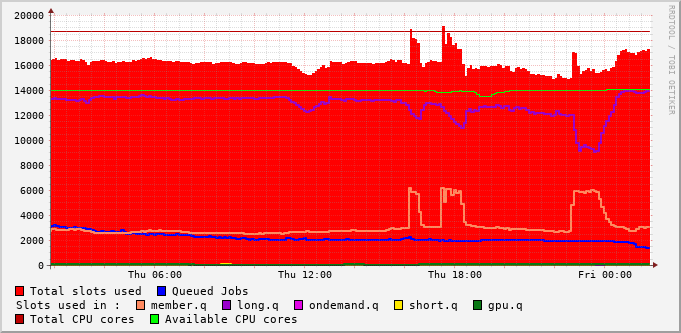 20000
18000
16000
14000
12000
10000
8000
6000
4000
2000
0
Thu 06:00 Thu 12:00 Thu 18:00 Fri 00:00
RRDTOOL / TOBI OETIKER
Total slots used Queued Jobs
Slots used in : member.q long.q ondemand.q short.q gpu.q
Total CPU cores Available CPU cores